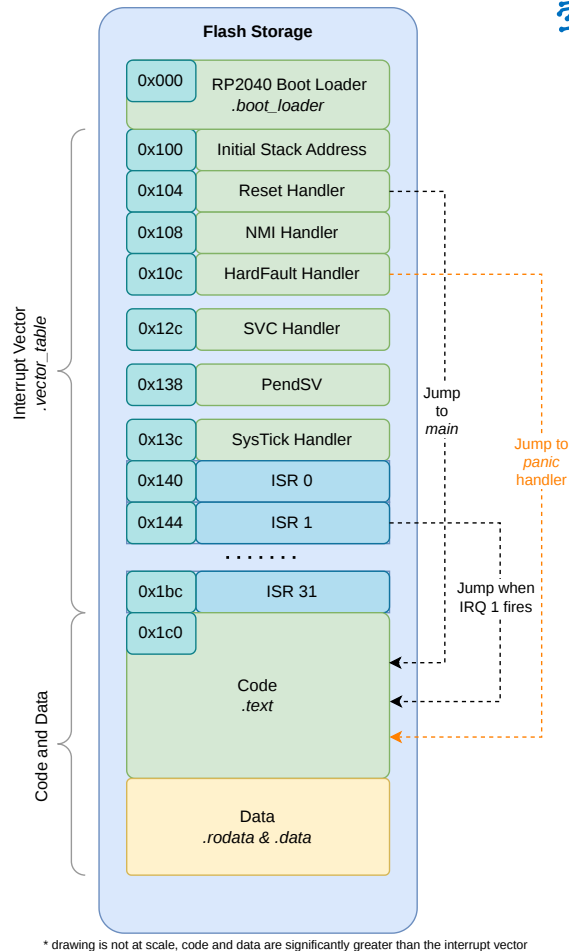 Flash Storage
0x000
RP2040 Boot Loader
.boot_loader
0x100
Initial Stack Address
0x104
Reset Handler
0x108
NMI Handler
0x10c
HardFault Handler
0x12c
SVC Handler
0x138
PendSV
0x13c
SysTick Handler
0x140
ISR 0
0x144
ISR 1
. . . . . . .
0x1bc
ISR 31
0x1c0
Code
.text
Data
.rodata & .data
Interrupt Vector
.vector_table
Code and Data
Jump
to
main
Jump to
panic
handler
Jump when
IRQ 1 fires
* drawing is not at scale, code and data are significantly greater than the interrupt vector